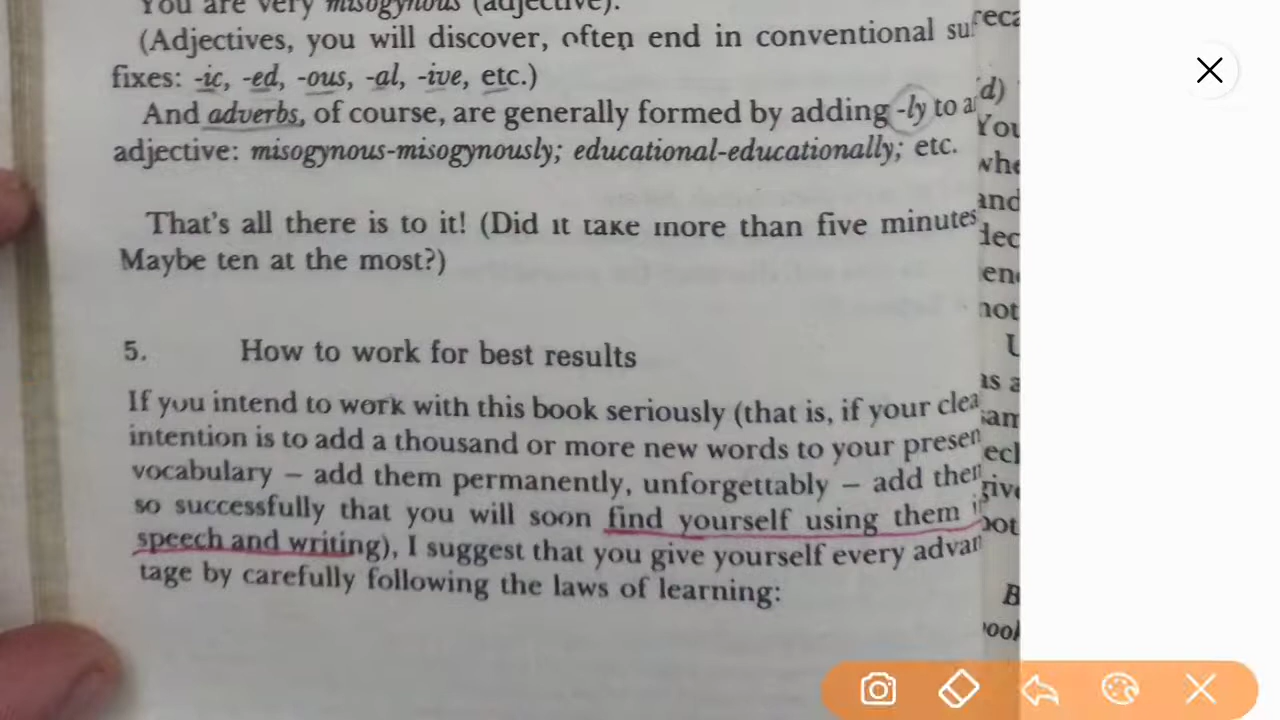 You are very misogynous (adjective).
(Adjectives, you will discover, often end in conventional suf
fixes: -ic, -ed, -ous, -al, -ive, etc.)
And adverbs, of course, are generally formed by adding -ly to a
adjective: misogynous-misogynously; educational-educationally; etc.
That's all there is to it! (Did it take more than five minutes
Maybe ten at the most?)
5. How to work for best results
If you intend to work with this book seriously (that is, if your clea
intention is to add a thousand or more new words to your presen
vocabulary – add them permanently, unforgettably – add then
so successfully that you will soon find yourself using them i
speech and writing), I suggest that you give yourself every advan
tage by carefully following the laws of learning: